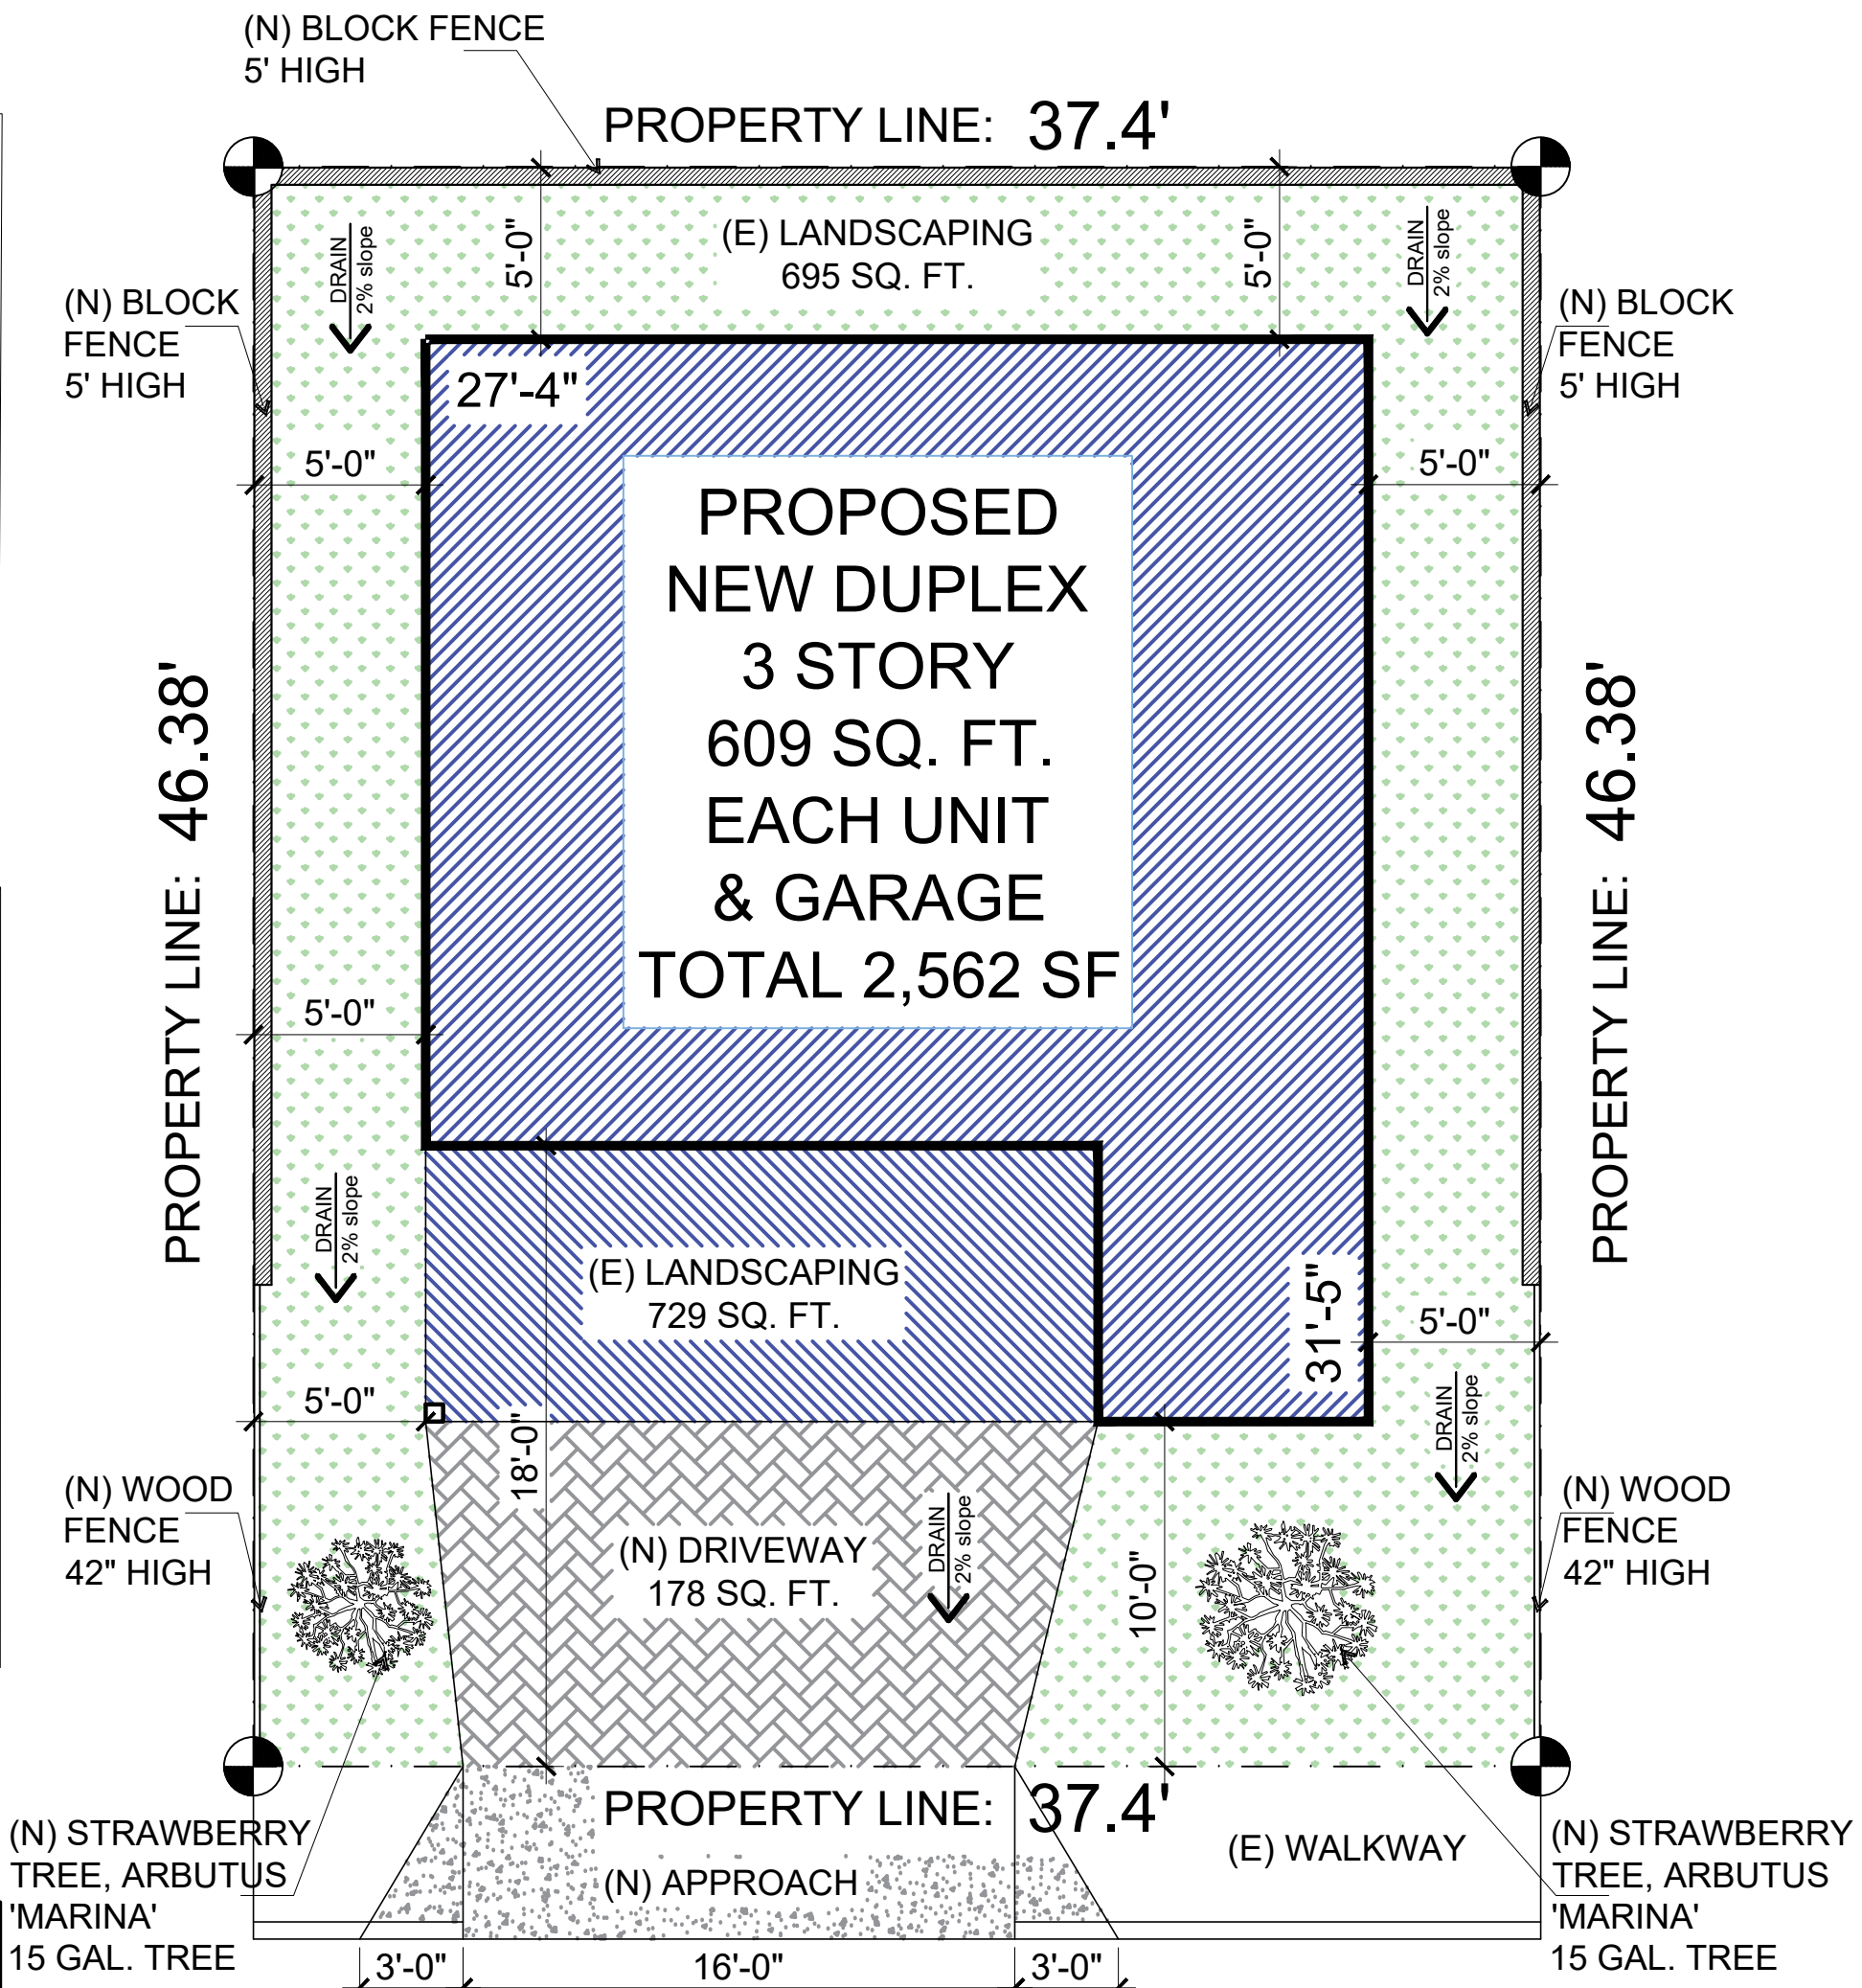 (N) BLOCK FENCE
5' HIGH
PROPERTY LINE: 37.4'
(E) LANDSCAPING
695 SQ. FT.
5'-0"
5'-0"
DRAIN
2% slope
DRAIN
2% slope
(N) BLOCK
FENCE
5' HIGH
(N) BLOCK
FENCE
5' HIGH
27'-4"
5'-0"
5'-0"
PROPOSED
NEW DUPLEX
3 STORY
609 SQ. FT.
EACH UNIT
& GARAGE
TOTAL 2,562 SF
PROPERTY LINE: 46.38'
PROPERTY LINE: 46.38'
5'-0"
DRAIN
2% slope
(E) LANDSCAPING
729 SQ. FT.
31'-5"
5'-0"
5'-0"
18'-0"
DRAIN
2% slope
(N) WOOD
FENCE
42" HIGH
(N) DRIVEWAY
178 SQ. FT.
DRAIN
2% slope
10'-0"
(N) WOOD
FENCE
42" HIGH
PROPERTY LINE: 37.4'
(N) STRAWBERRY
TREE, ARBUTUS
'MARINA'
15 GAL. TREE
(N) APPROACH
(E) WALKWAY
(N) STRAWBERRY
TREE, ARBUTUS
'MARINA'
15 GAL. TREE
3'-0"
16'-0"
3'-0"